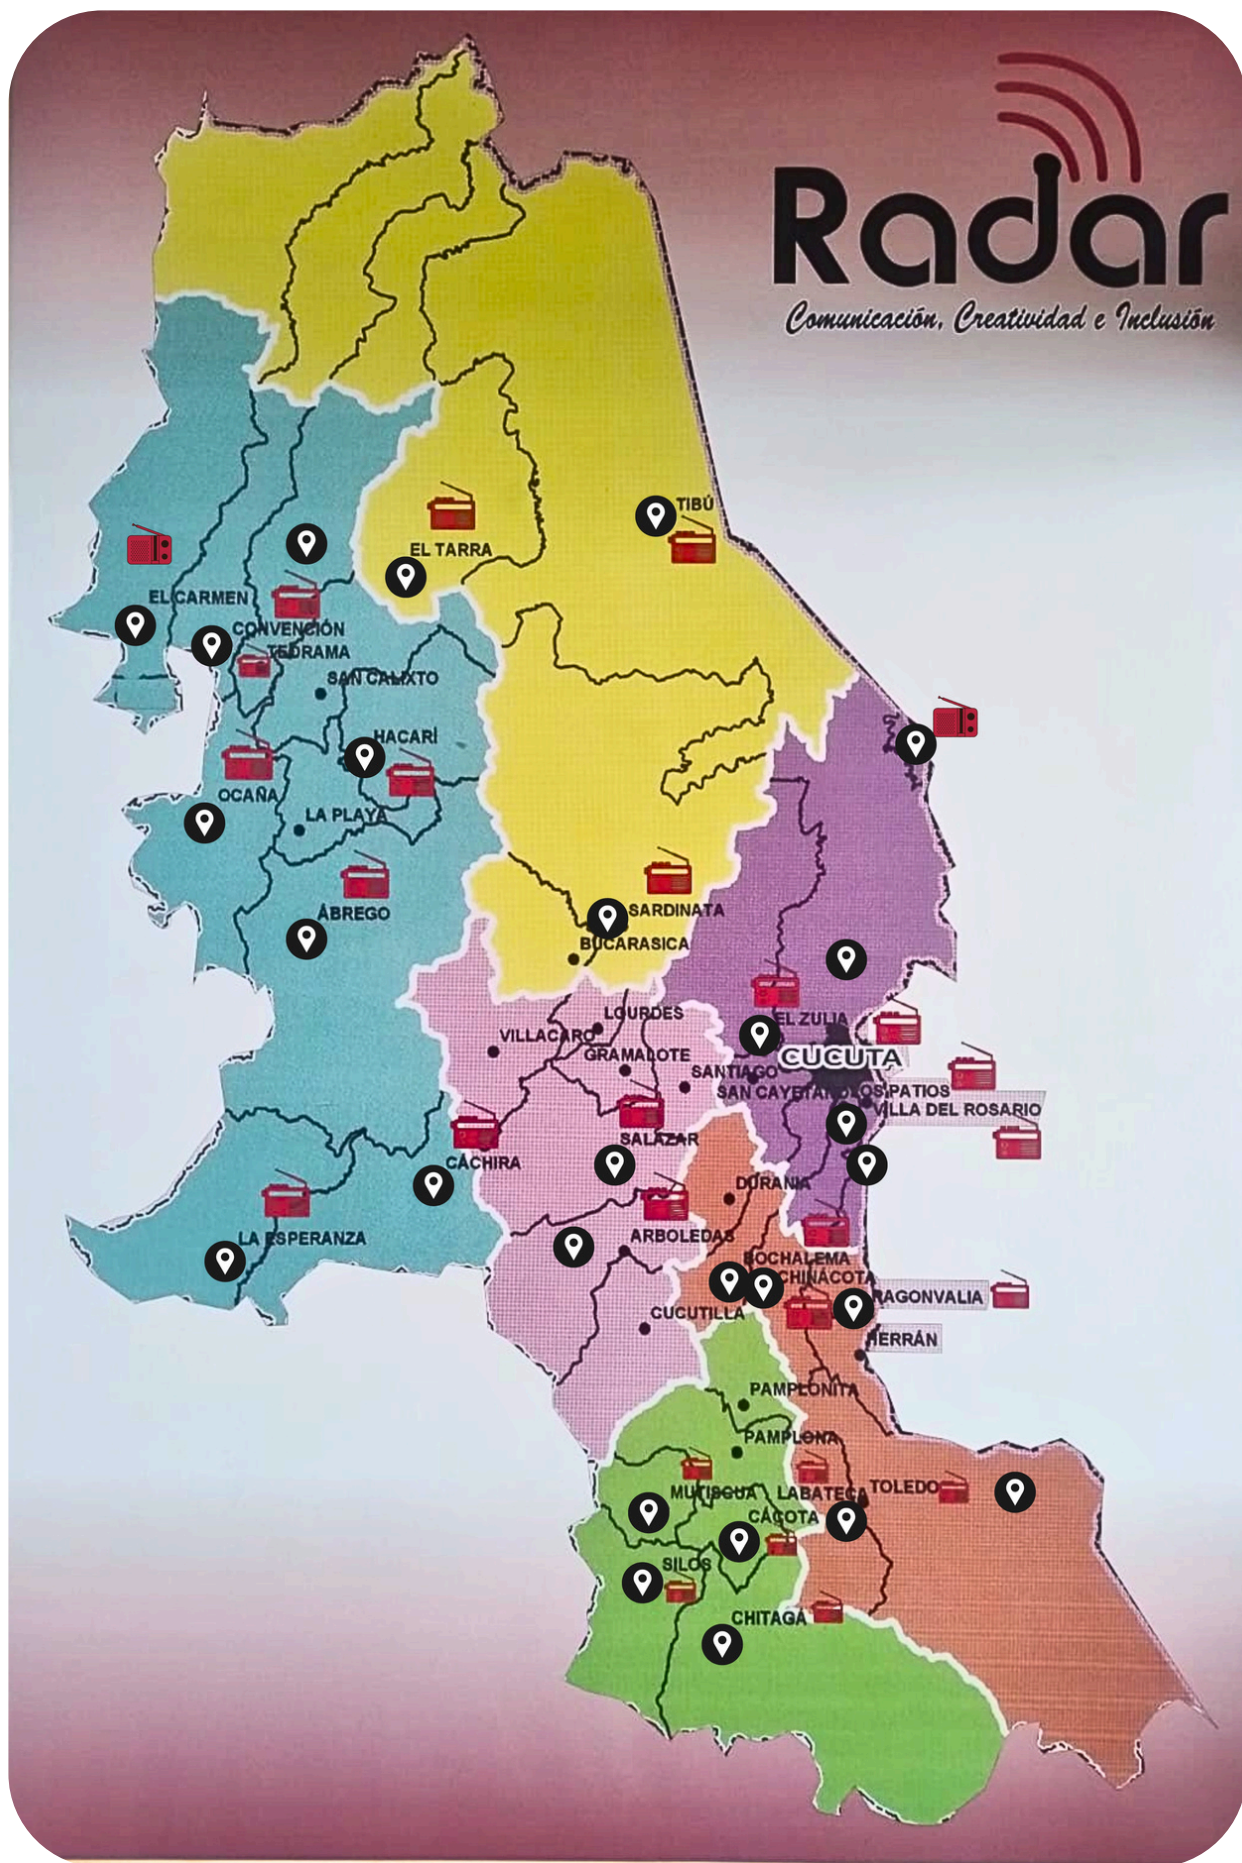 Radar
Comunicación, Creatividad e Inclusión
TIBÚ
EL TARRA
EL CARMEN
CONVENCIÓN
TEORAMA
SAN CALIXTO
HACARÍ
OCAÑA
LA PLAYA
ÁBREGO
SARDINATA
BUCARASICA
LOURDES
VILLACARO
GRAMALOTE
SANTIAGO
EL ZULIA
CUCUTA
SAN CAYETANO
LOS PATIOS
VILLA DEL ROSARIO
SALAZAR
CÁCHIRA
DURANIA
LA ESPERANZA
ARBOLEDAS
BOCHALEMA
CHINÁCOTA
RAGONVALIA
CUCUTILLA
HERRÁN
PAMPLONITA
PAMPLONA
MUTISCUA
LABATECA
TOLEDO
CÁCOTA
SILOS
CHITAGÁ